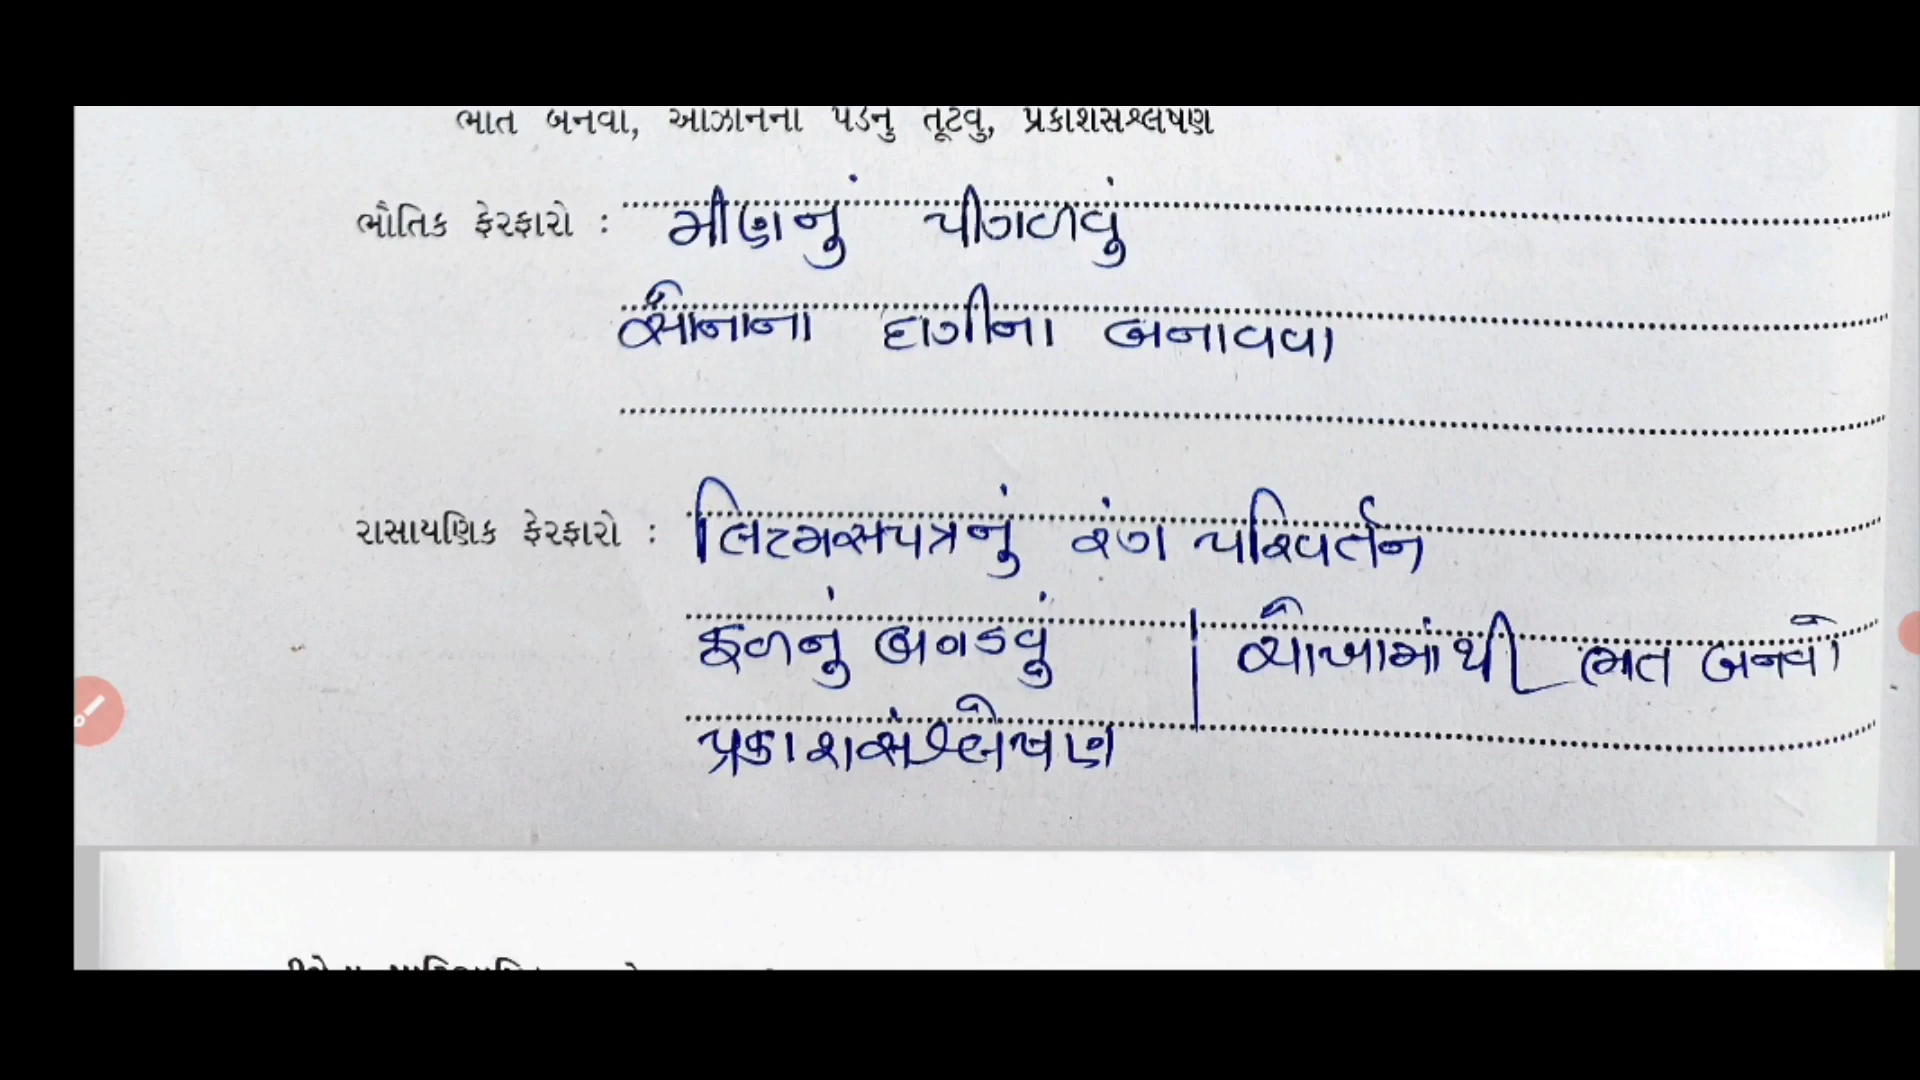 ભાત બનવા, આઝોનના પડનું તૂટવું, પ્રકાશસંશ્લેષણ
ભૌતિક ફેરફારો : મીણનું પીગળવું
સોનાના દાગીના બનાવવા
રાસાયણિક ફેરફારો : લિટમસપત્રનું રંગ પરિવર્તન
ફળનું બગડવું | ચોખામાંથી ભાત બનવો
પ્રકાશસંશ્લેષણ